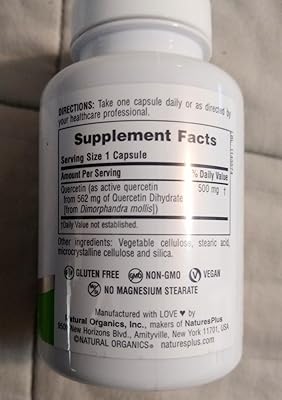 DIRECTIONS: Take one capsule daily or as directed by
your healthcare professional.
Supplement Facts
Serving Size 1 Capsule
Amount Per Serving % Daily Value
Quercetin (as active quercetin 500 mg †
from 562 mg of Quercetin Dihydrate
[from Dimorphandra mollis])
†Daily Value not established.
Other ingredients: Vegetable cellulose, stearic acid,
microcrystalline cellulose and silica.
GLUTEN FREE GMO NON-GMO V VEGAN
NO MAGNESIUM STEARATE
Manufactured with LOVE ♥ by
Natural Organics, Inc., makers of NaturesPlus
New Horizons Blvd., Amityville, New York 11701, USA
©NATURAL ORGANICS® naturesplus.com